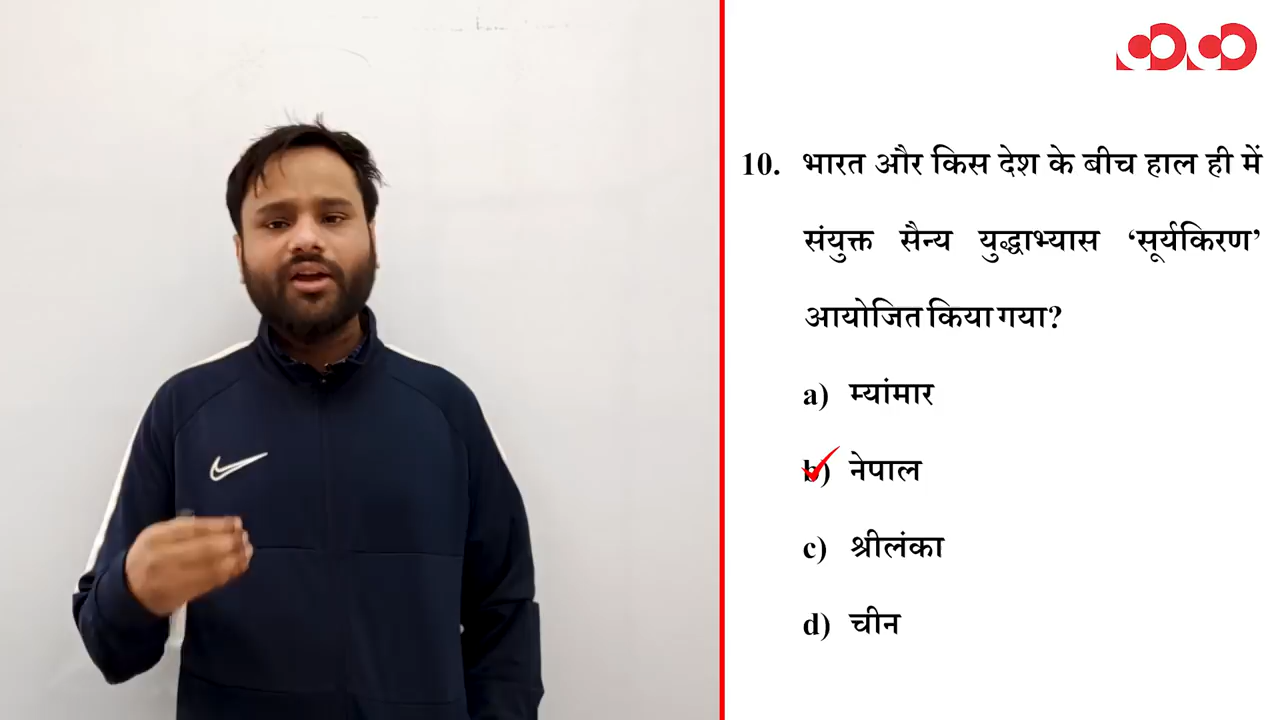 10. भारत और किस देश के बीच हाल ही में
संयुक्त सैन्य युद्धाभ्यास ‘सूर्यकिरण’
आयोजित किया गया?
a) म्यांमार
b) नेपाल
c) श्रीलंका
d) चीन